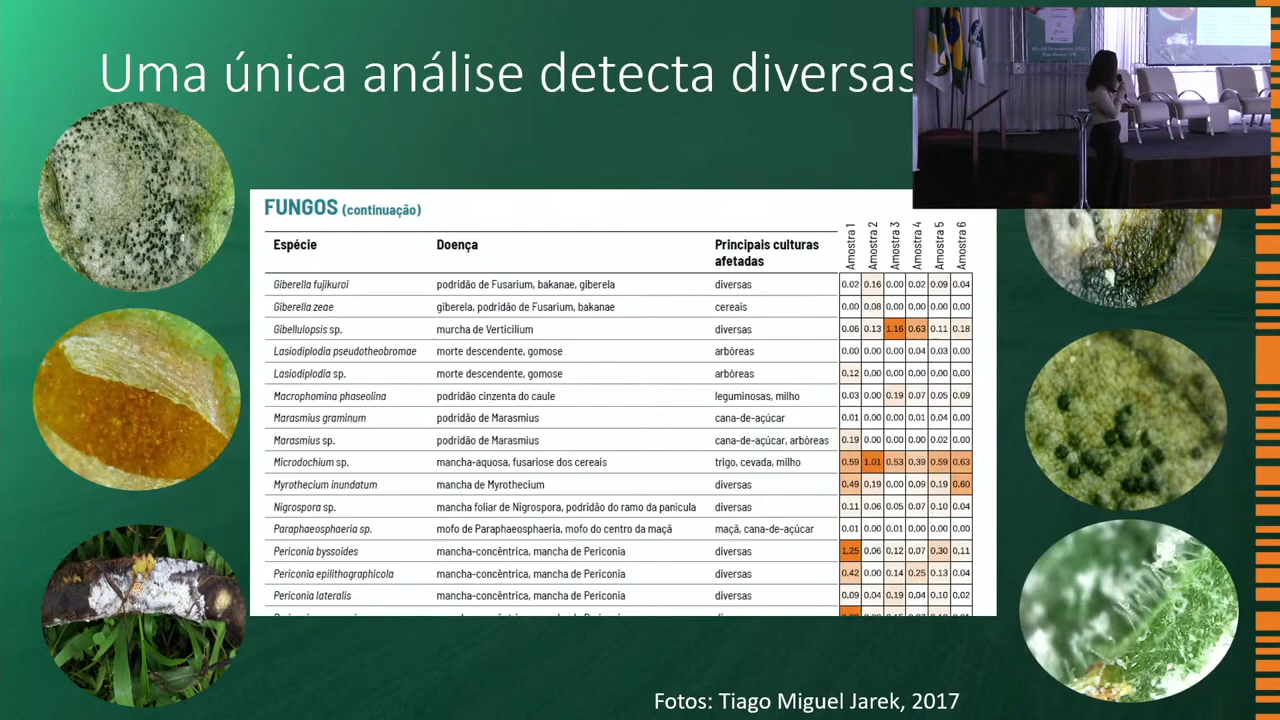 Uma única análise detecta diversas
FUNGOS (continuação)
Espécie Doença Principais culturas afetadas Amostra 1 Amostra 2 Amostra 3 Amostra 4 Amostra 5 Amostra 6
Giberella fujikuroi podridão de Fusarium, bakanae, giberela diversas 0.02 0.16 0.00 0.02 0.09 0.04
Giberella zeae giberela, podridão de Fusarium, bakanae cereais 0.00 0.08 0.00 0.00 0.00 0.00
Gibellulopsis sp. murcha de Verticilium diversas 0.06 0.13 1.16 0.63 0.11 0.18
Lasiodiplodia pseudotheobromae morte descendente, gomose arbóreas 0.00 0.00 0.00 0.04 0.03 0.00
Lasiodiplodia sp. morte descendente, gomose arbóreas 0,12 0,00 0,00 0,00 0,00 0,00
Macrophomina phaseolina podridão cinzenta do caule leguminosas, milho 0.03 0.00 0.19 0.07 0.05 0.09
Marasmius graminum podridão de Marasmius cana-de-açúcar 0.01 0.00 0.00 0.01 0.04 0.00
Marasmius sp. podridão de Marasmius cana-de-açúcar, arbóreas 0.19 0.00 0.00 0.00 0.02 0.00
Microdochium sp. mancha-aquosa, fusariose dos cereais trigo, cevada, milho 0.59 1.01 0.53 0.39 0.59 0.63
Myrothecium inundatum mancha de Myrothecium diversas 0.49 0.19 0.00 0.09 0.19 0.60
Nigrospora sp. mancha foliar de Nigrospora, podridão do ramo da panícula diversas 0.11 0.06 0.05 0.07 0.10 0.04
Paraphaeosphaeria sp. mofo de Paraphaeosphaeria, mofo do centro da maçã maçã, cana-de-açúcar 0.01 0.00 0.01 0.00 0.00 0.00
Periconia byssoides mancha-concêntrica, mancha de Periconia diversas 1,25 0,06 0,12 0,07 0,30 0,11
Periconia epilithographicola mancha-concêntrica, mancha de Periconia diversas 0.42 0.00 0.14 0.25 0.13 0.04
Periconia lateralis mancha-concêntrica, mancha de Periconia diversas 0.09 0.04 0.19 0.04 0.10 0.02
Fotos: Tiago Miguel Jarek, 2017